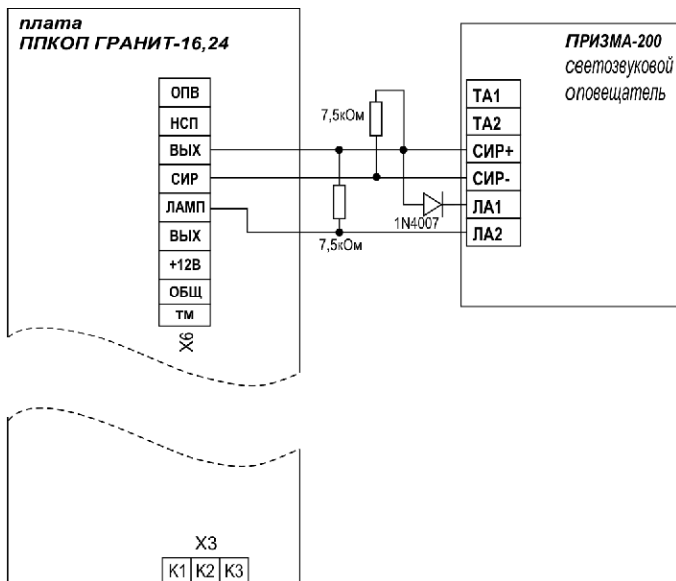 плата
ППКОП ГРАНИТ-16,24
ПРИЗМА-200
светозвуковой
оповещатель
ОПВ
НСП
ВЫХ
СИР
ЛАМП
ВЫХ
+12В
ОБЩ
ТМ
Х6
7,5кОм
7,5кОм
1N4007
ТА1
ТА2
СИР+
СИР-
ЛА1
ЛА2
Х3
К1 К2 К3